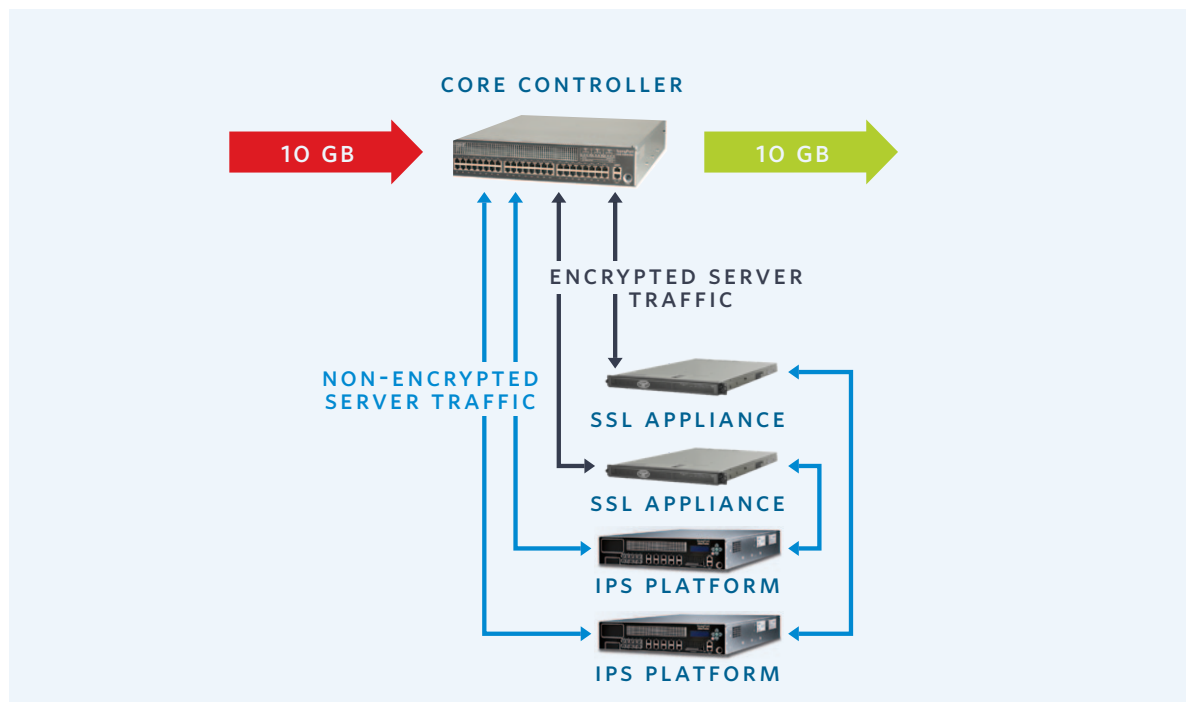 CORE CONTROLLER
10 GB
10 GB
ENCRYPTED SERVER
TRAFFIC
NON-ENCRYPTED
SERVER TRAFFIC
SSL APPLIANCE
SSL APPLIANCE
IPS PLATFORM
IPS PLATFORM